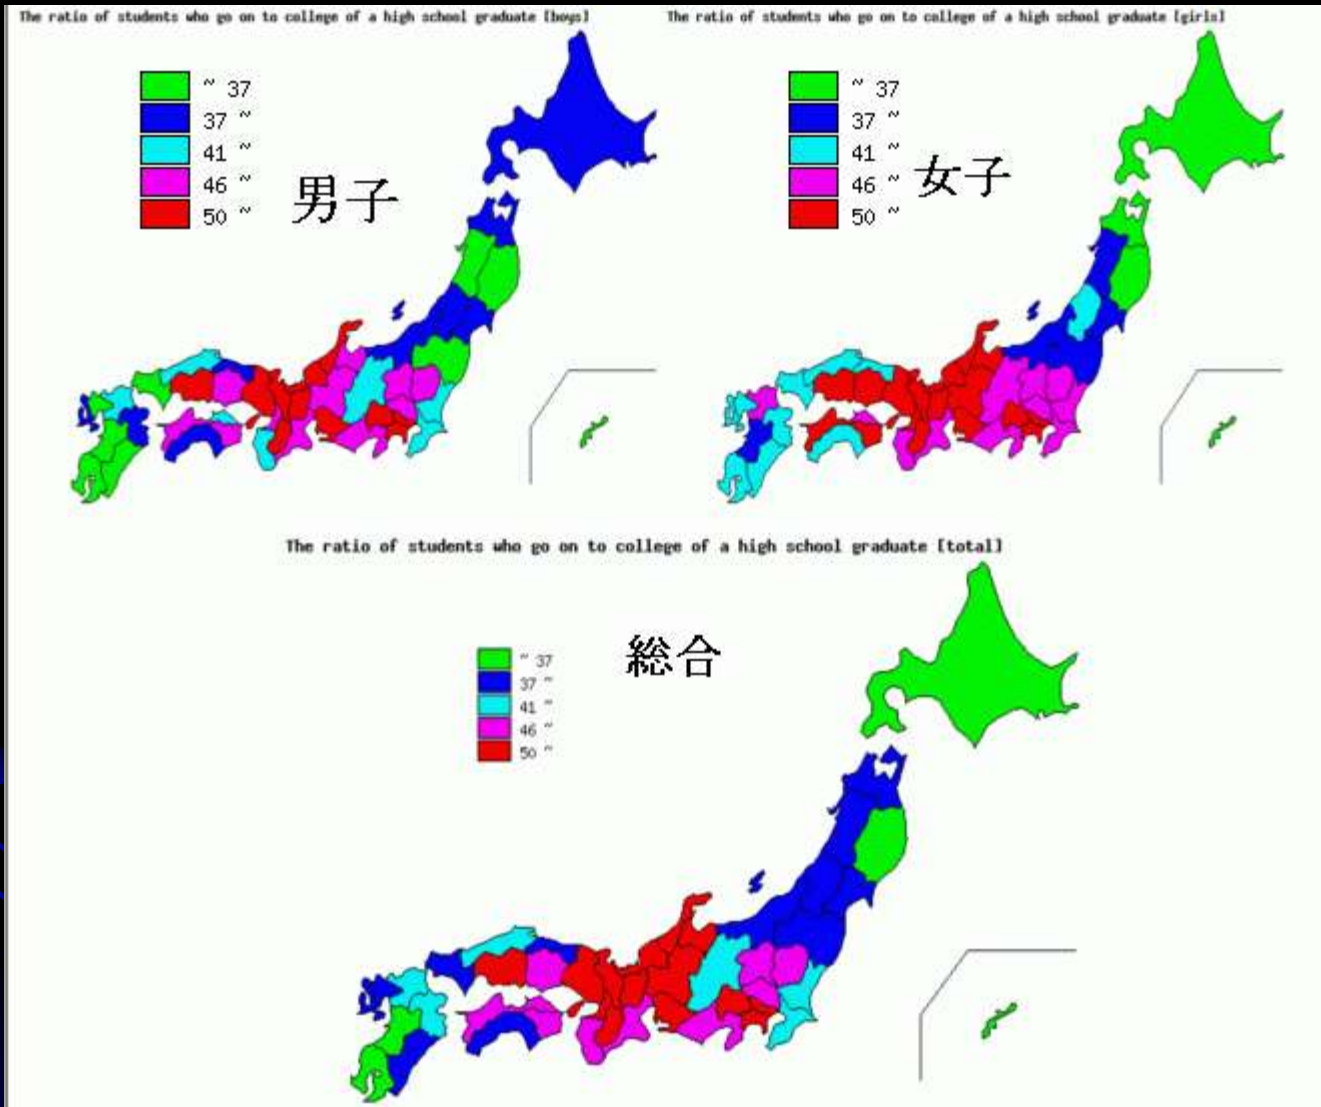 The ratio of students who go on to college of a high school graduate [boys]
~ 37
37 ~
41 ~
46 ~
50 ~
男子
The ratio of students who go on to college of a high school graduate [girls]
~ 37
37 ~
41 ~
46 ~
50 ~
女子
The ratio of students who go on to college of a high school graduate [total]
~ 37
37 ~
41 ~
46 ~
50 ~
総合